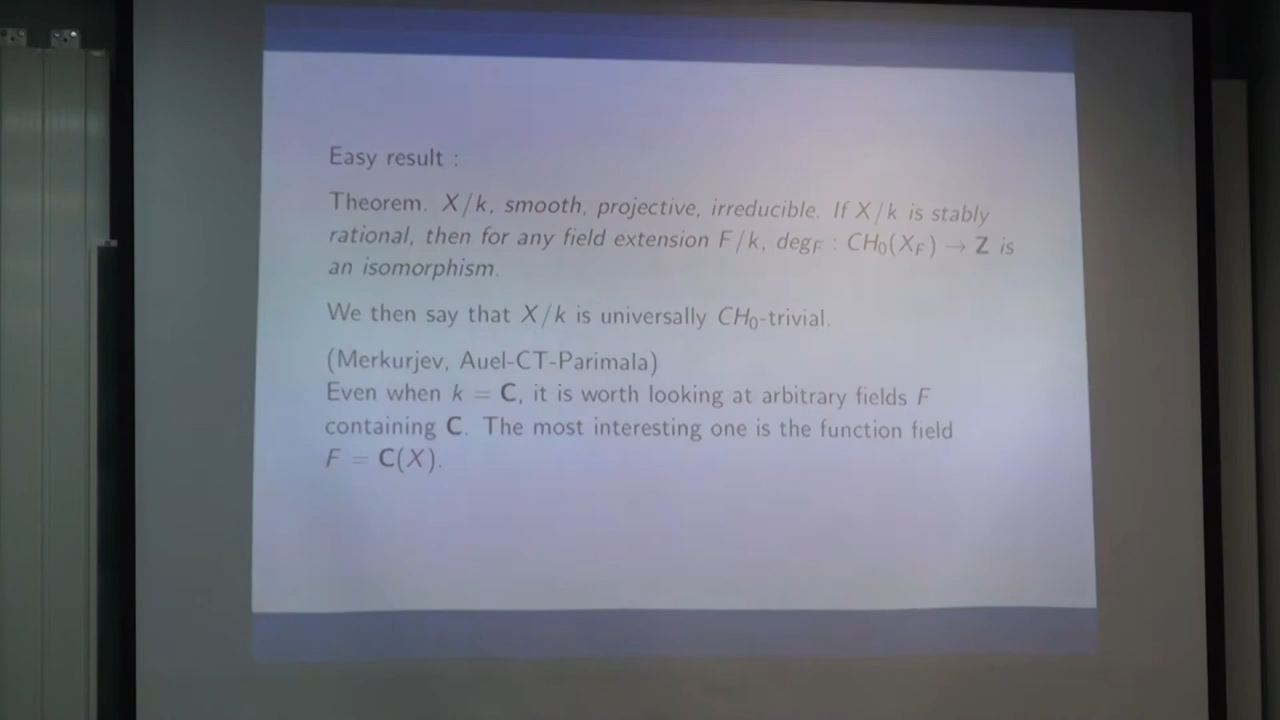 Easy result :
Theorem. X/k, smooth, projective, irreducible. If X/k is stably
rational, then for any field extension F/k, deg_F : CH_0(X_F) → Z is
an isomorphism.
We then say that X/k is universally CH_0-trivial.
(Merkurjev, Auel-CT-Parimala)
Even when k = C, it is worth looking at arbitrary fields F
containing C. The most interesting one is the function field
F = C(X).